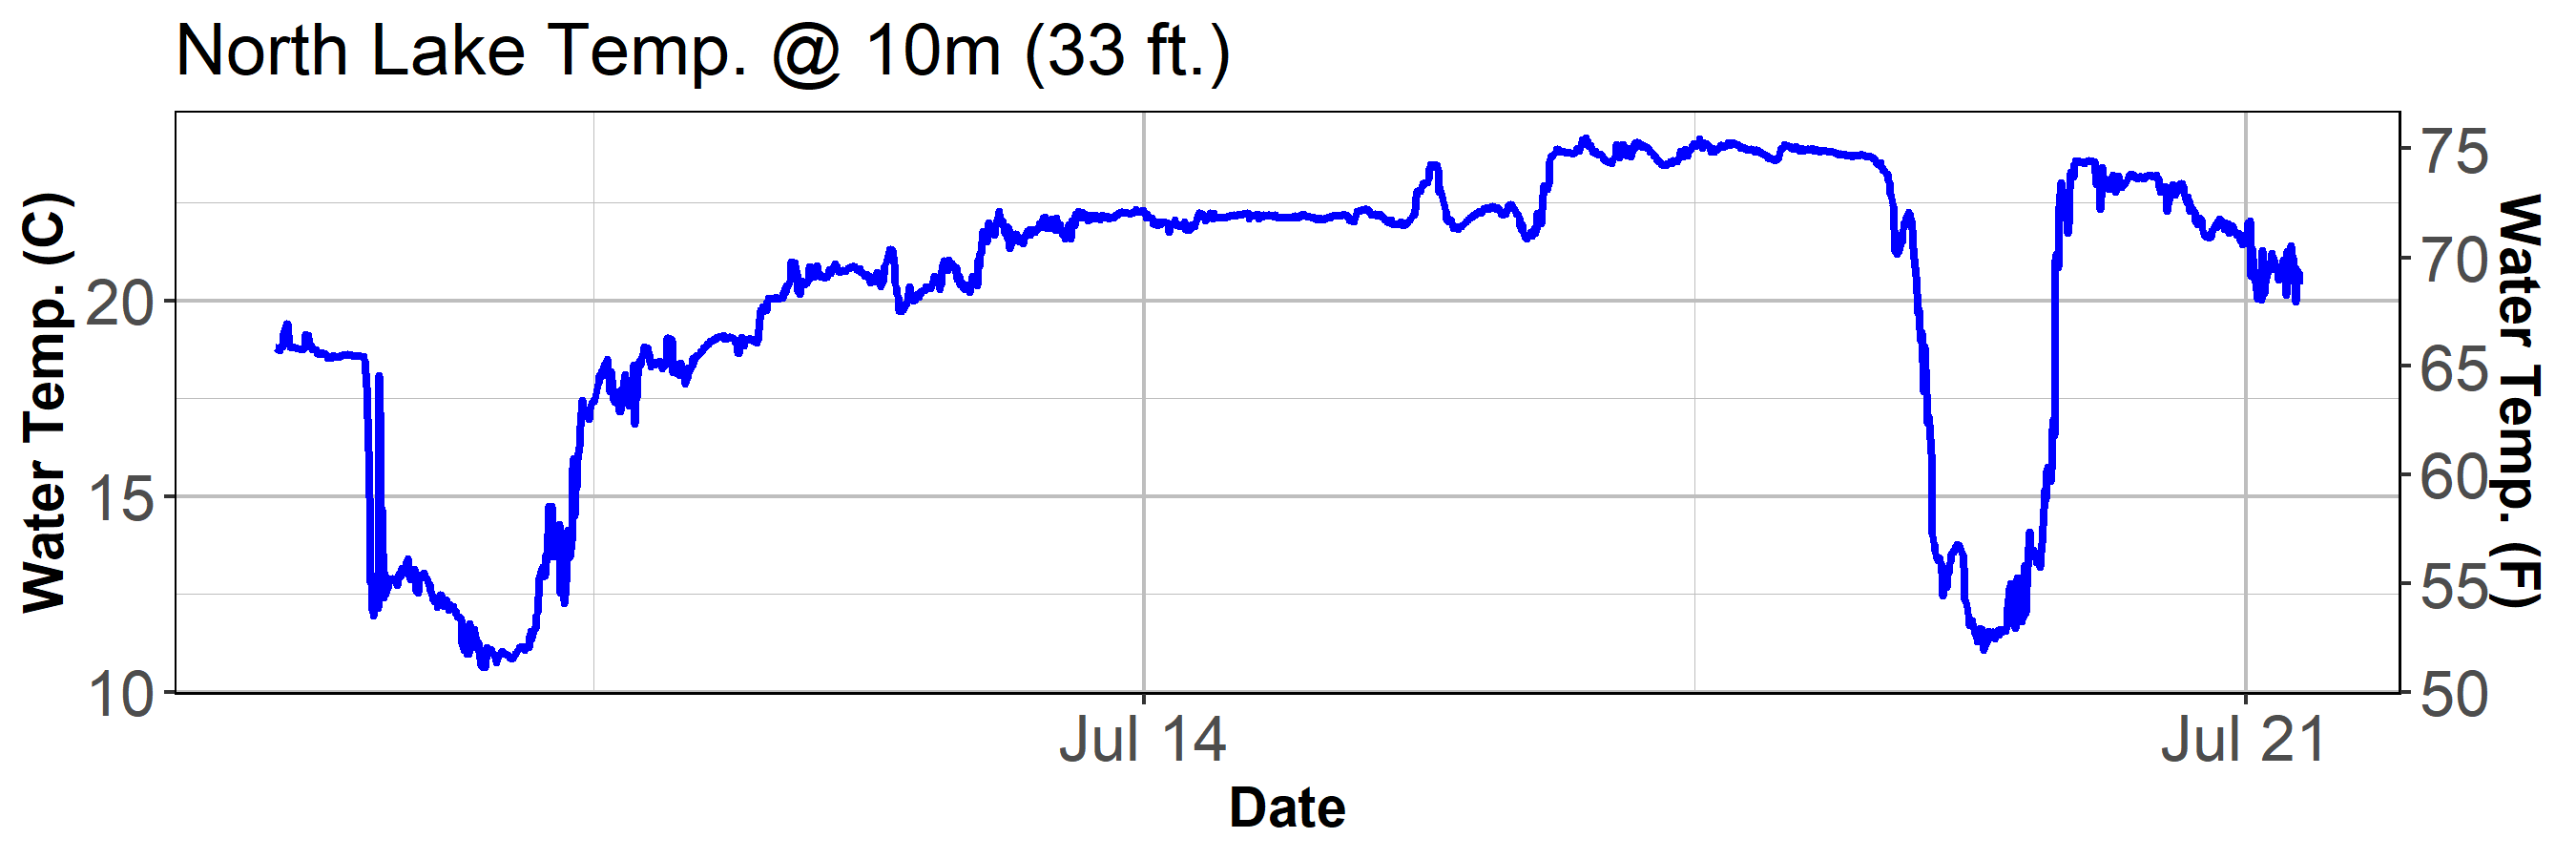 North Lake Temp. @ 10m (33 ft.)
Water Temp. (C)
20
15
10
75
70
65
60
55
50
Water Temp. (F)
Jul 14
Jul 21
Date